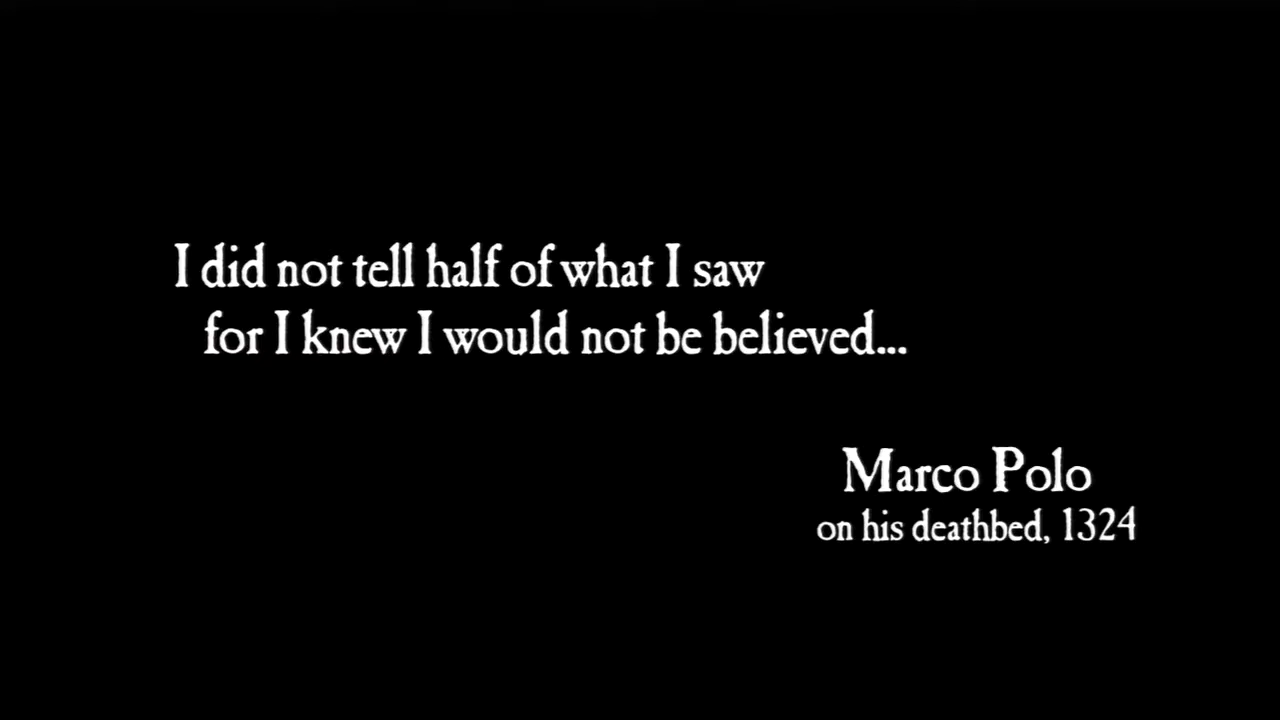 I did not tell half of what I saw
for I knew I would not be believed...
Marco Polo
on his deathbed, 1324